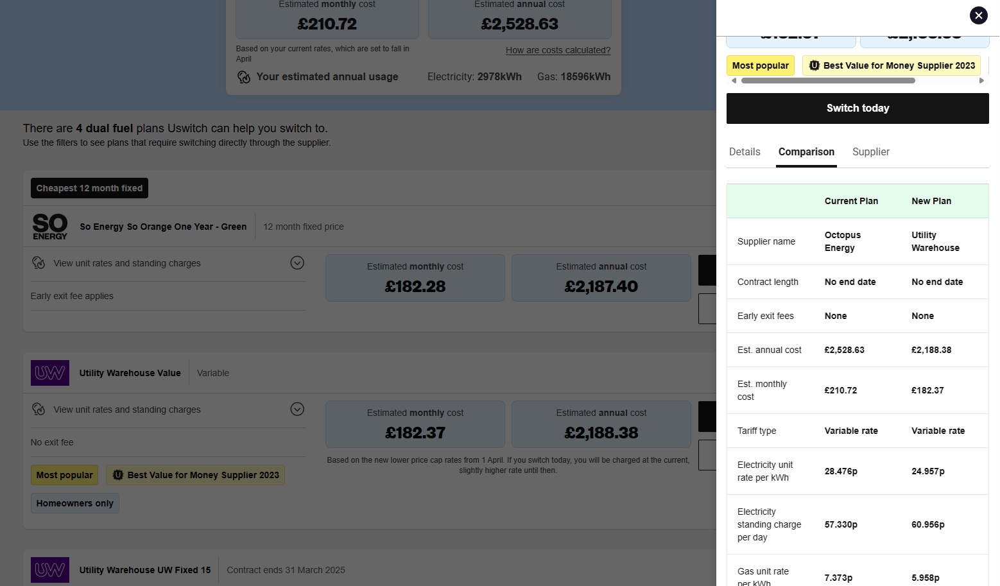 Estimated monthly cost
£210.72
Estimated annual cost
£2,528.63
Based on your current rates, which are set to fall in
April
How are costs calculated?
Your estimated annual usage
Electricity: 2978kWh
Gas: 18596kWh
There are 4 dual fuel plans Uswitch can help you switch to.
Use the filters to see plans that require switching directly through the supplier.
Cheapest 12 month fixed
SO
ENERGY
So Energy So Orange One Year - Green
12 month fixed price
View unit rates and standing charges
Early exit fee applies
Estimated monthly cost
£182.28
Estimated annual cost
£2,187.40
UW
Utility Warehouse Value
Variable
View unit rates and standing charges
No exit fee
Most popular
Best Value for Money Supplier 2023
Homeowners only
Estimated monthly cost
£182.37
Estimated annual cost
£2,188.38
Based on the new lower price cap rates from 1 April. If you switch today, you will be charged at the current,
slightly higher rate until then.
UW
Utility Warehouse UW Fixed 15
Contract ends 31 March 2025
Most popular
Best Value for Money Supplier 2023
Switch today
Details
Comparison
Supplier
Current Plan
New Plan
Supplier name
Octopus
Energy
Utility
Warehouse
Contract length
No end date
No end date
Early exit fees
None
None
Est. annual cost
£2,528.63
£2,188.38
Est. monthly
cost
£210.72
£182.37
Tariff type
Variable rate
Variable rate
Electricity unit
rate per kWh
28.476p
24.957p
Electricity
standing charge
per day
57.330p
60.956p
Gas unit rate
per kWh
7.373p
5.958p